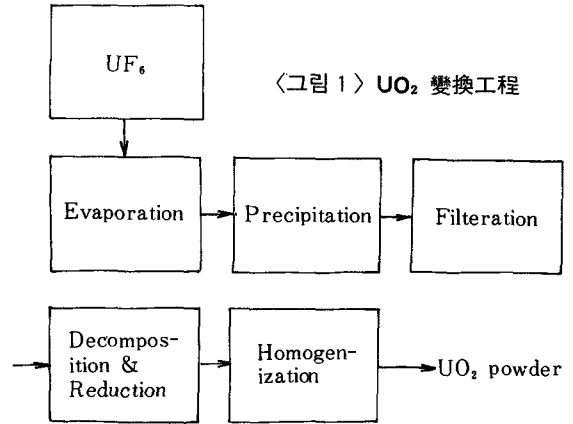 UF₆
〈그림 1〉 UO₂ 變換工程
Evaporation
Precipitation
Filteration
Decompos-
ition &
Reduction
Homogen-
ization
UO₂ powder